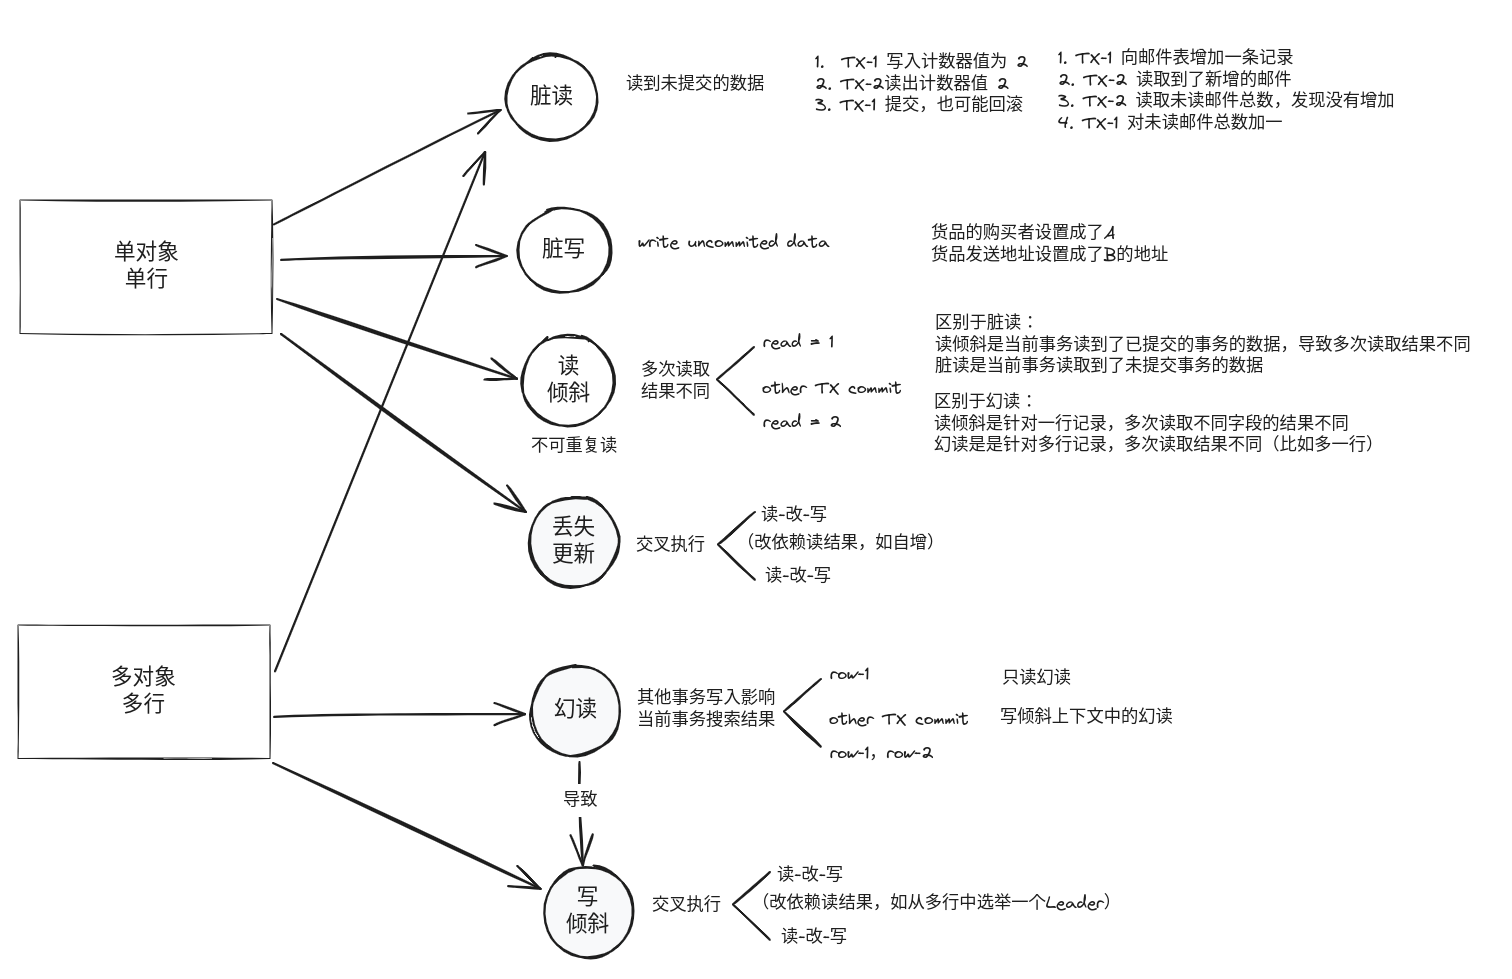 单对象
单行
脏读
读到未提交的数据
1. TX-1 写入计数器值为 2
2. TX-2读出计数器值 2
3. TX-1 提交，也可能回滚
1. TX-1 向邮件表增加一条记录
2. TX-2 读取到了新增的邮件
3. TX-2 读取未读邮件总数，发现没有增加
4. TX-1 对未读邮件总数加一
脏写
write uncommited data
货品的购买者设置成了A
货品发送地址设置成了B的地址
读
倾斜
不可重复读
多次读取
结果不同
read = 1
other TX commit
read = 2
区别于脏读：
读倾斜是当前事务读到了已提交的事务的数据，导致多次读取结果不同
脏读是当前事务读取到了未提交事务的数据
区别于幻读：
读倾斜是针对一行记录，多次读取不同字段的结果不同
幻读是是针对多行记录，多次读取结果不同（比如多一行）
丢失
更新
交叉执行
读-改-写
（改依赖读结果，如自增）
读-改-写
多对象
多行
幻读
其他事务写入影响
当前事务搜索结果
row-1
other TX commit
row-1，row-2
只读幻读
写倾斜上下文中的幻读
导致
写
倾斜
交叉执行
读-改-写
（改依赖读结果，如从多行中选举一个Leader）
读-改-写